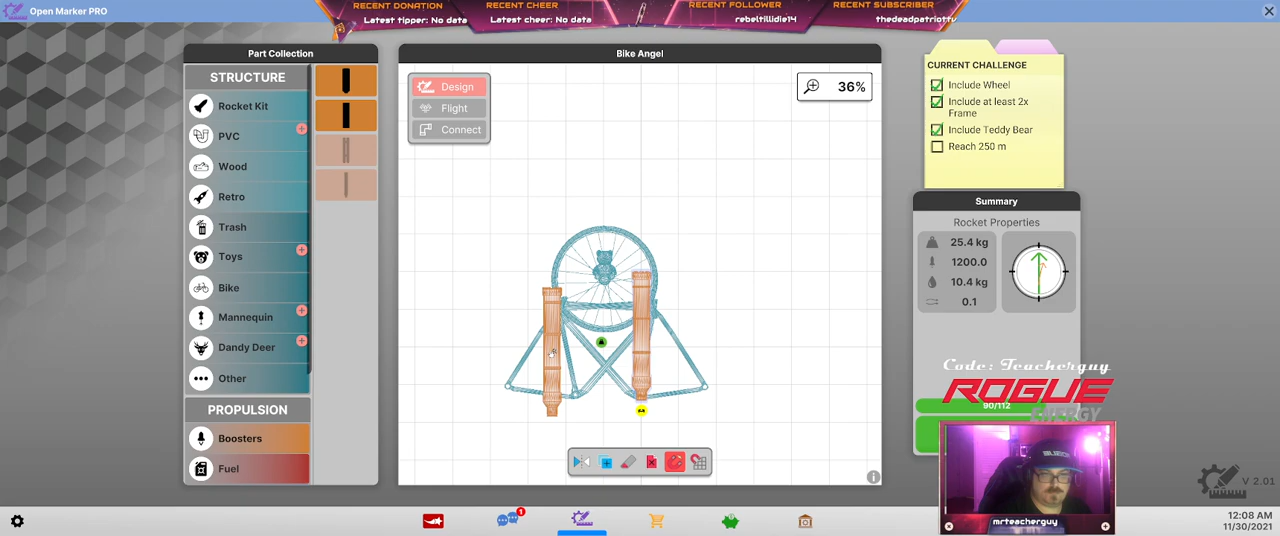 Open Marker PRO
RECENT DONATION
Latest tipper: No data
RECENT CHEER
Latest cheer: No data
RECENT FOLLOWER
rebeltillidie14
RECENT SUBSCRIBER
thedeadpatriottv
Part Collection
STRUCTURE
Rocket Kit
PVC
Wood
Retro
Trash
Toys
Bike
Mannequin
Dandy Deer
Other
PROPULSION
Boosters
Fuel
Bike Angel
Design
Flight
Connect
36%
CURRENT CHALLENGE
Include Wheel
Include at least 2x
Frame
Include Teddy Bear
Reach 250 m
Summary
Rocket Properties
25.4 kg
1200.0
10.4 kg
0.1
Code: Teacherguy
ROGUE
ENERGY
90/112
mrteacherguy
V 2.01
1
12:08 AM
11/30/2021